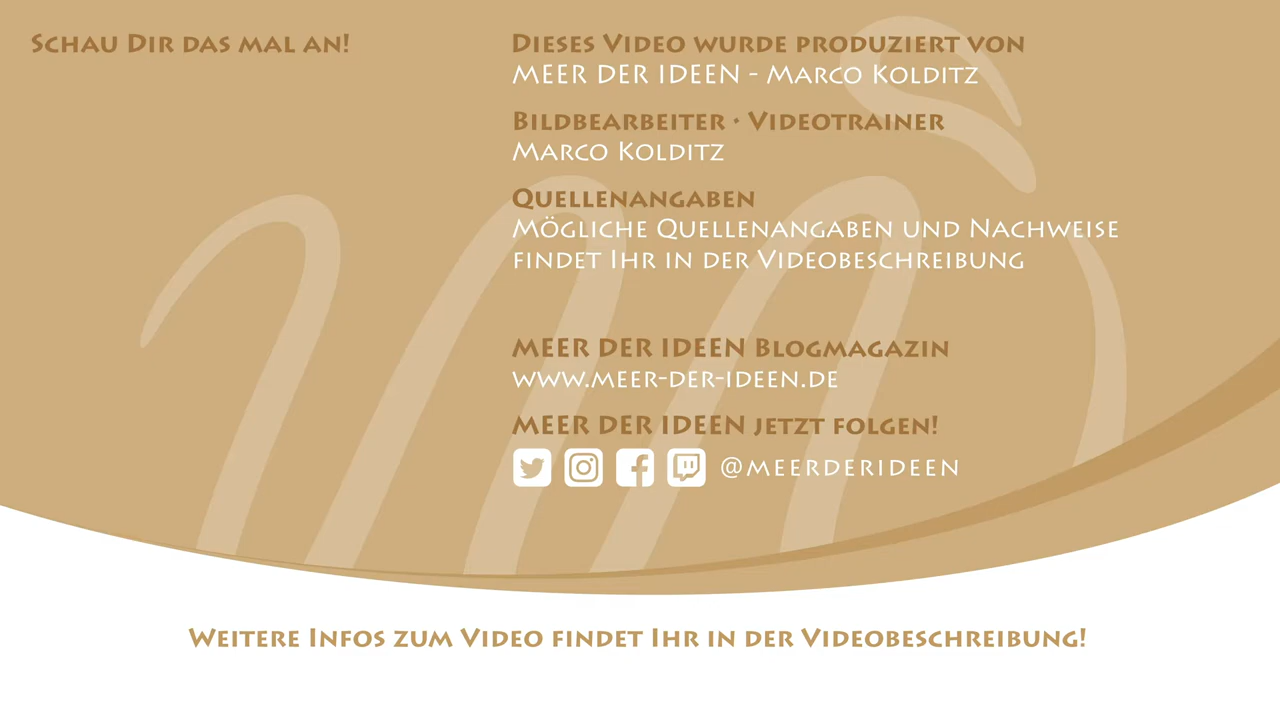 Schau Dir das mal an!
Dieses Video wurde produziert von
MEER DER IDEEN - Marco Kolditz
Bildbearbeiter · Videotrainer
Marco Kolditz
Quellenangaben
Mögliche Quellenangaben und Nachweise
findet Ihr in der Videobeschreibung
MEER DER IDEEN Blogmagazin
www.meer-der-ideen.de
MEER DER IDEEN jetzt folgen!
@meerderideen
Weitere Infos zum Video findet Ihr in der Videobeschreibung!